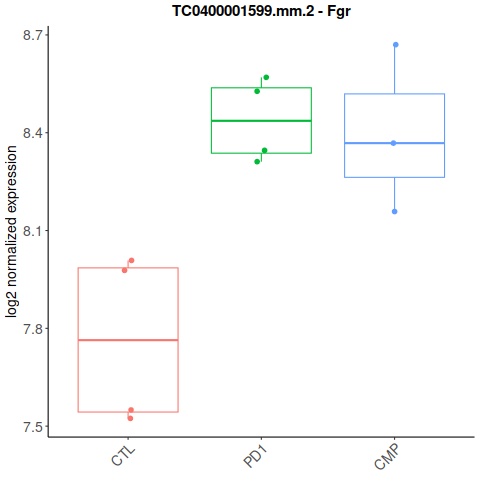 TC0400001599.mm.2 - Fgr
log2 normalized expression
8.7
8.4
8.1
7.8
7.5
CTL
PD1
CMP